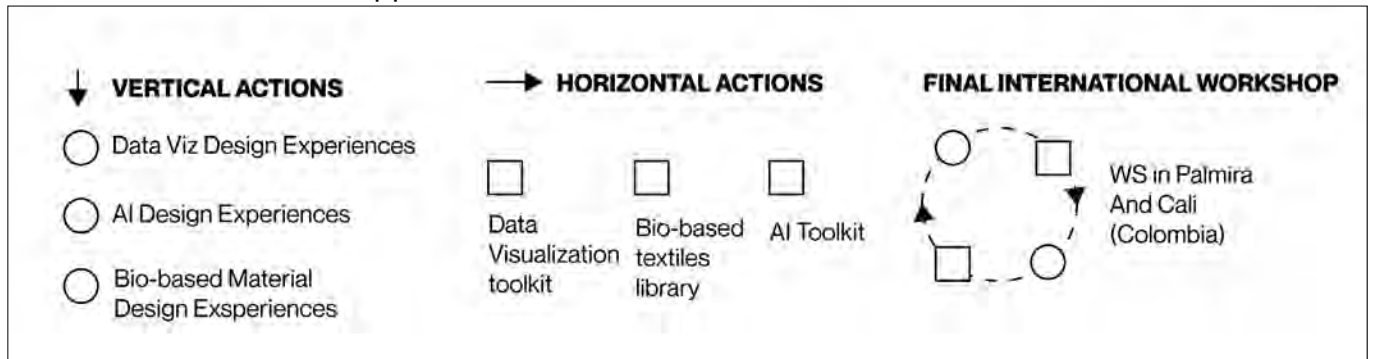 VERTICAL ACTIONS
Data Viz Design Experiences
AI Design Experiences
Bio-based Material
Design Exsperiences
HORIZONTAL ACTIONS
Data
Visualization
toolkit
Bio-based
textiles
library
AI Toolkit
FINAL INTERNATIONAL WORKSHOP
WS in Palmira
And Cali
(Colombia)